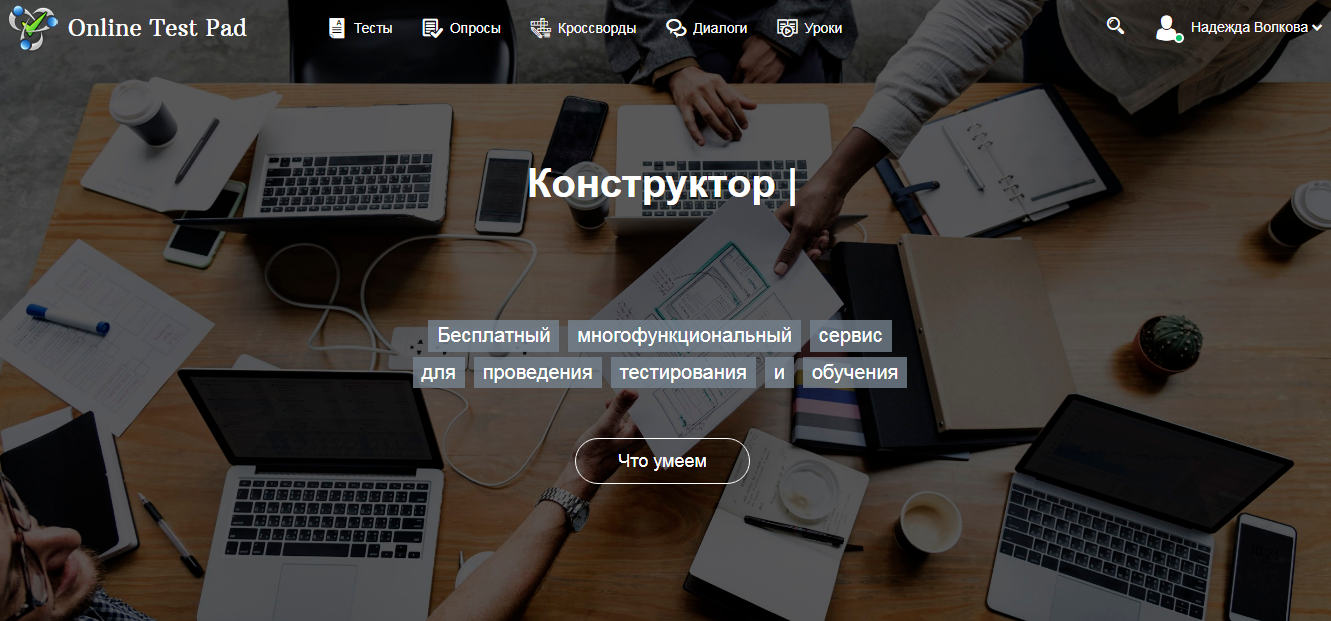 Online Test Pad
Тесты
Опросы
Кроссворды
Диалоги
Уроки
Надежда Волкова
Конструктор |
Бесплатный многофункциональный сервис
для проведения тестирования и обучения
Что умеем